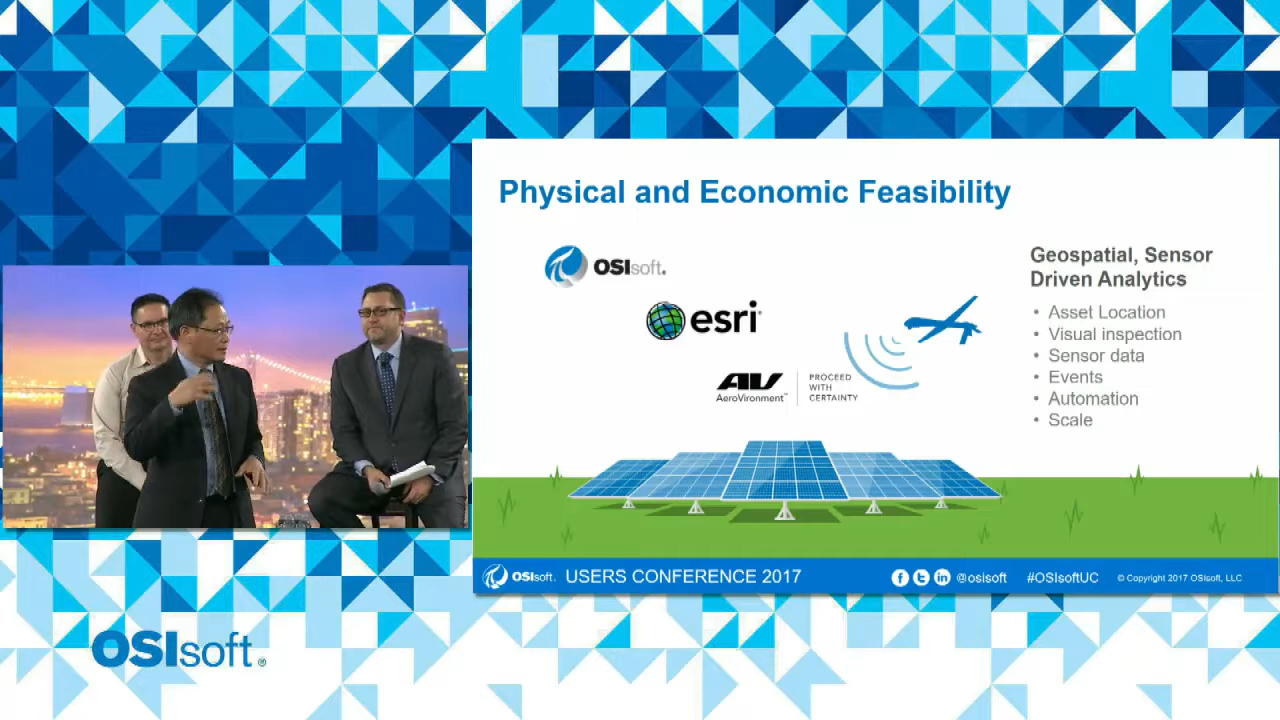 Physical and Economic Feasibility
OSIsoft.
esri
AV
AeroVironment™
PROCEED
WITH
CERTAINTY
Geospatial, Sensor
Driven Analytics
• Asset Location
• Visual inspection
• Sensor data
• Events
• Automation
• Scale
OSIsoft. USERS CONFERENCE 2017
@osisoft #OSIsoftUC © Copyright 2017 OSIsoft, LLC
OSIsoft®